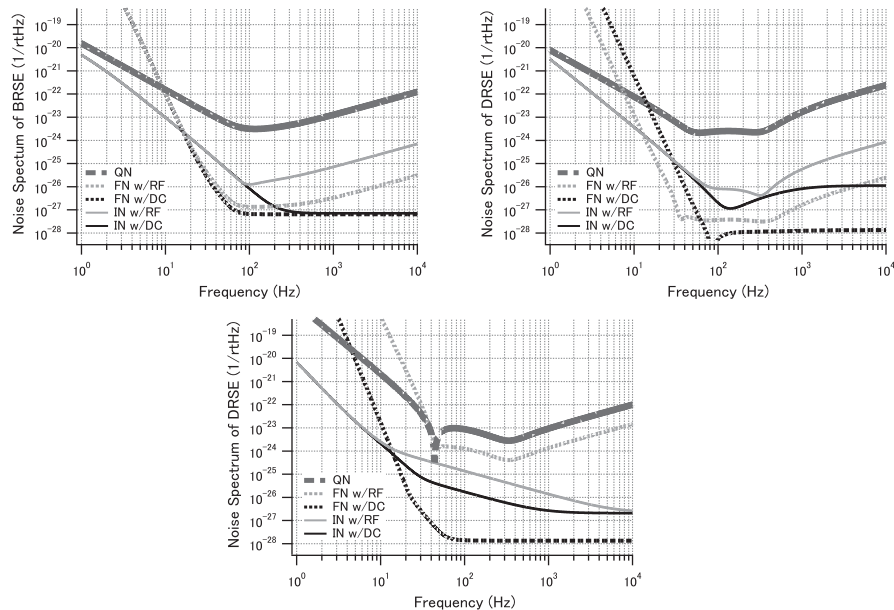 Noise Spectum of BRSE (1/rtHz)
10^-19
10^-20
10^-21
10^-22
10^-23
10^-24
10^-25
10^-26
10^-27
10^-28
QN
FN w/RF
FN w/DC
IN w/RF
IN w/DC
10^0
10^1
10^2
10^3
10^4
Frequency (Hz)
Noise Spectrum of DRSE (1/rtHz)
10^-19
10^-20
10^-21
10^-22
10^-23
10^-24
10^-25
10^-26
10^-27
10^-28
QN
FN w/RF
FN w/DC
IN w/RF
IN w/DC
10^0
10^1
10^2
10^3
10^4
Frequency (Hz)
Noise Spectrum of DRSE (1/rtHz)
10^-19
10^-20
10^-21
10^-22
10^-23
10^-24
10^-25
10^-26
10^-27
10^-28
QN
FN w/RF
FN w/DC
IN w/RF
IN w/DC
10^0
10^1
10^2
10^3
10^4
Frequency (Hz)